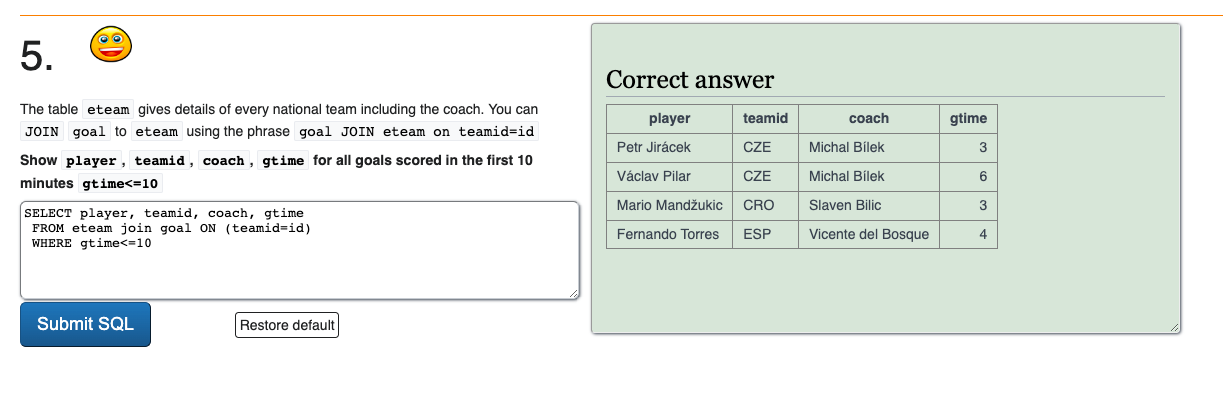 5.
The table eteam gives details of every national team including the coach. You can
JOIN goal to eteam using the phrase goal JOIN eteam on teamid=id
Show player, teamid, coach, gtime for all goals scored in the first 10
minutes gtime<=10
SELECT player, teamid, coach, gtime
FROM eteam join goal ON (teamid=id)
WHERE gtime<=10
Submit SQL
Restore default
Correct answer
player teamid coach gtime
Petr Jirácek CZE Michal Bílek 3
Václav Pilar CZE Michal Bílek 6
Mario Mandžukic CRO Slaven Bilic 3
Fernando Torres ESP Vicente del Bosque 4